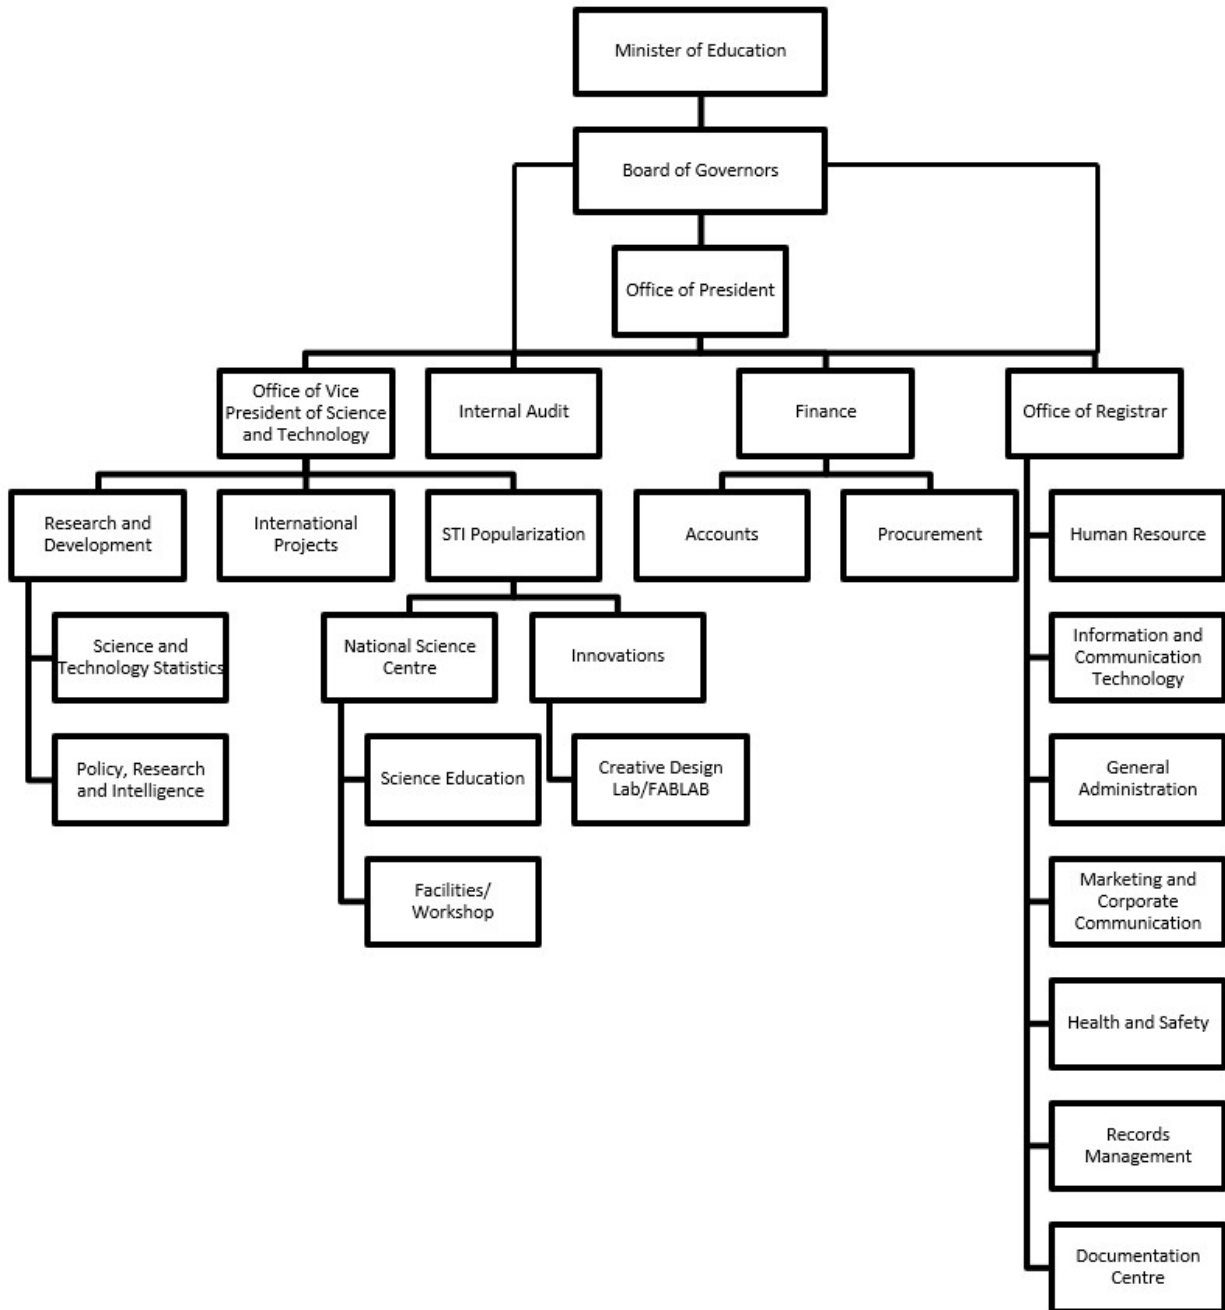 Minister of Education
Board of Governors
Office of President
Office of Vice
President of Science
and Technology
Internal Audit
Finance
Office of Registrar
Research and
Development
International
Projects
STI Popularization
Accounts
Procurement
Human Resource
Science and
Technology Statistics
National Science
Centre
Innovations
Information and
Communication
Technology
Policy, Research
and Intelligence
Science Education
Creative Design
Lab/FABLAB
General
Administration
Facilities/
Workshop
Marketing and
Corporate
Communication
Health and Safety
Records
Management
Documentation
Centre